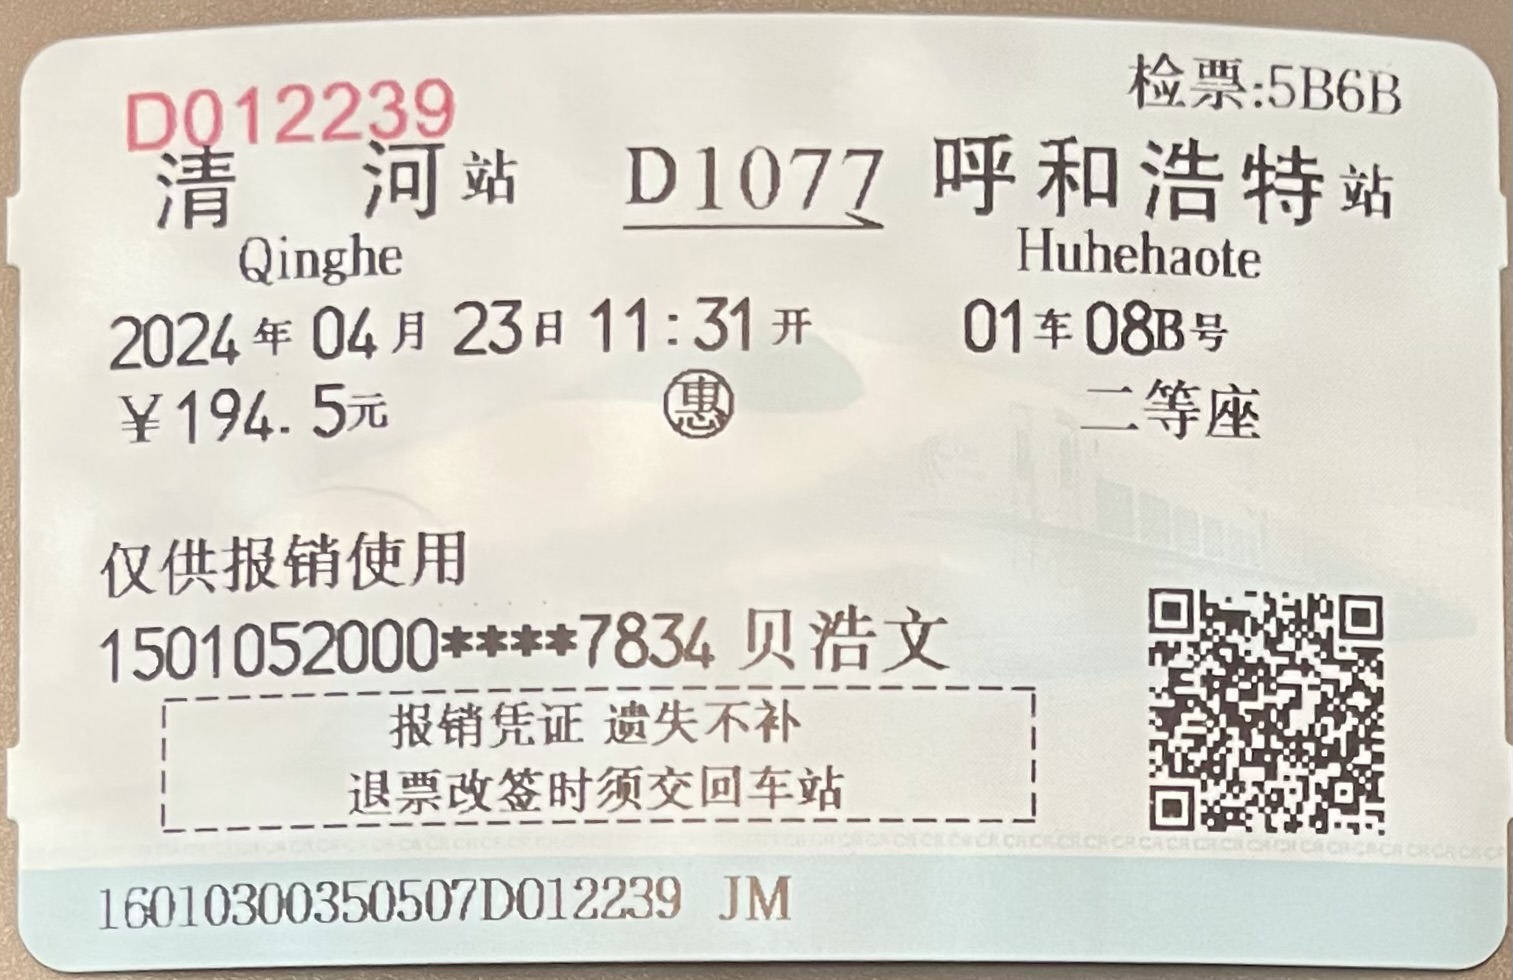 检票:5B6B
D012239
清河站 D1077 呼和浩特站
Qinghe Huhehaote
2024年04月23日11:31开 01车08B号
￥194.5元 惠 二等座
仅供报销使用
1501052000****7834 贝浩文
报销凭证 遗失不补
退票改签时须交回车站
16010300350507D012239 JM